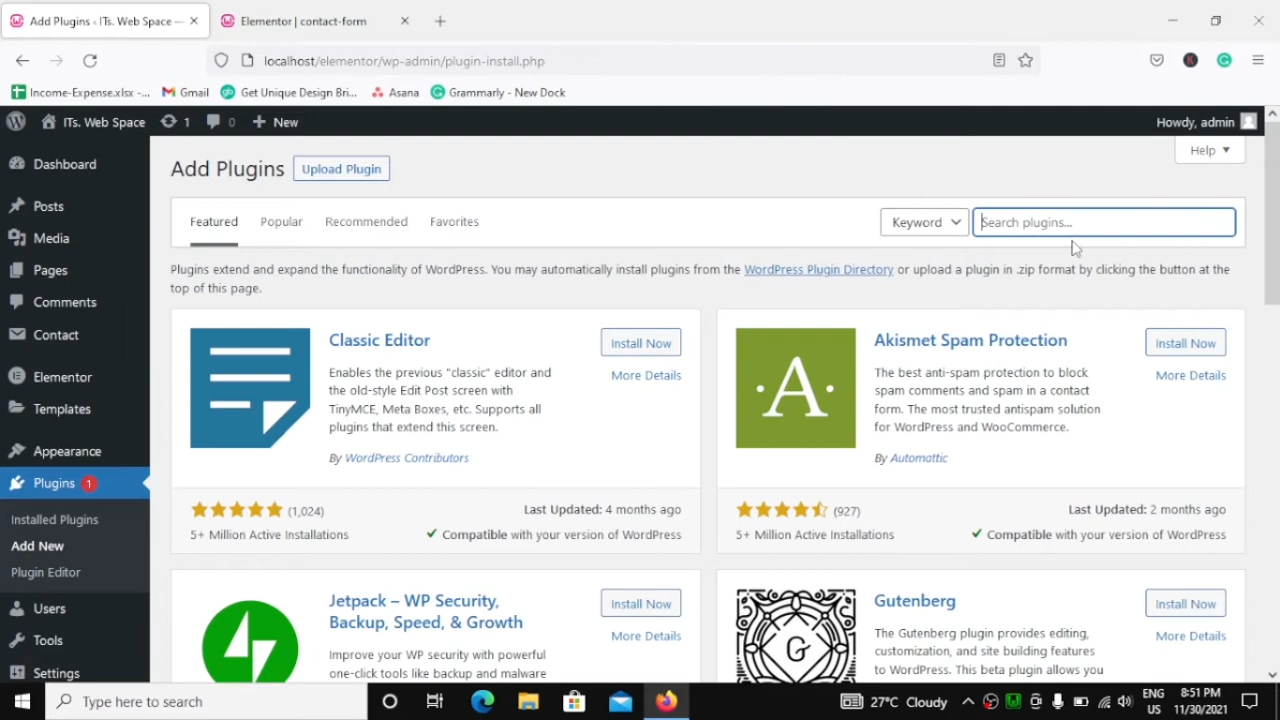 Add Plugins ‹ ITs. Web Space —
Elementor | contact-form
localhost/elementor/wp-admin/plugin-install.php
Income-Expense.xlsx -...
Gmail
Get Unique Design Bri...
Asana
Grammarly - New Dock
ITs. Web Space
1
0
New
Howdy, admin
Dashboard
Posts
Media
Pages
Comments
Contact
Elementor
Templates
Appearance
Plugins 1
Installed Plugins
Add New
Plugin Editor
Users
Tools
Settings
Add Plugins
Upload Plugin
Help
Featured
Popular
Recommended
Favorites
Keyword
Search plugins...
Plugins extend and expand the functionality of WordPress. You may automatically install plugins from the WordPress Plugin Directory or upload a plugin in .zip format by clicking the button at the
top of this page.
Classic Editor
Install Now
More Details
Enables the previous "classic" editor and
the old-style Edit Post screen with
TinyMCE, Meta Boxes, etc. Supports all
plugins that extend this screen.
By WordPress Contributors
(1,024)
Last Updated: 4 months ago
5+ Million Active Installations
Compatible with your version of WordPress
A
Akismet Spam Protection
Install Now
More Details
The best anti-spam protection to block
spam comments and spam in a contact
form. The most trusted antispam solution
for WordPress and WooCommerce.
By Automattic
(927)
Last Updated: 2 months ago
5+ Million Active Installations
Compatible with your version of WordPress
Jetpack – WP Security,
Backup, Speed, & Growth
Install Now
More Details
Improve your WP security with powerful
one-click tools like backup and malware
G
Gutenberg
Install Now
More Details
The Gutenberg plugin provides editing,
customization, and site building features
to WordPress. This beta plugin allows you
Type here to search
27°C Cloudy
ENG
US
8:51 PM
11/30/2021